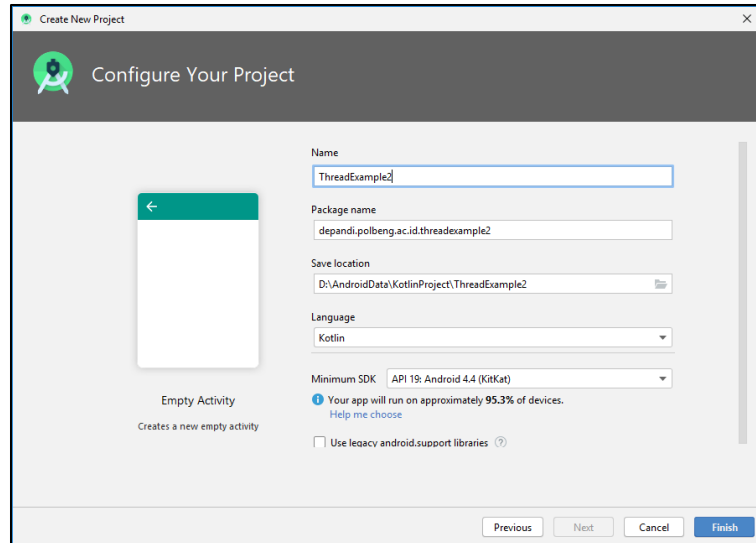 Create New Project
Configure Your Project
Name
ThreadExample2
Package name
depandi.polbeng.ac.id.threadexample2
Save location
D:\AndroidData\KotlinProject\ThreadExample2
Language
Kotlin
Minimum SDK API 19: Android 4.4 (KitKat)
Your app will run on approximately 95.3% of devices.
Help me choose
Use legacy android.support libraries ?
Empty Activity
Creates a new empty activity
Previous Next Cancel Finish